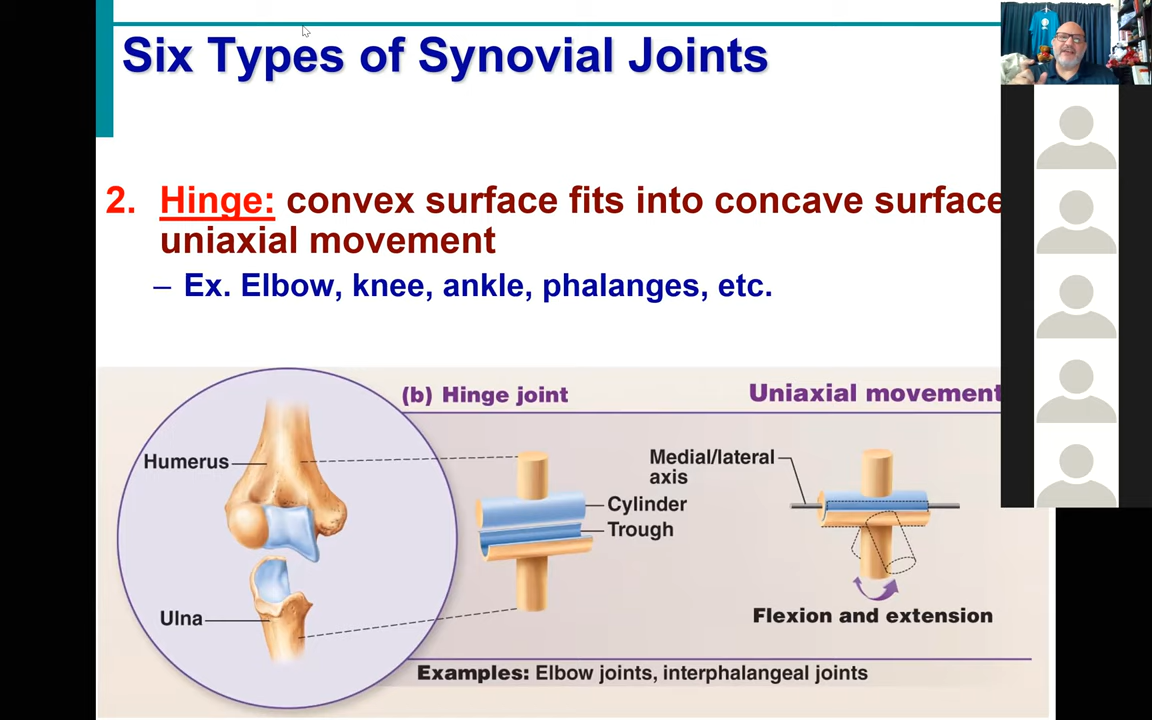 Six Types of Synovial Joints
2. Hinge: convex surface fits into concave surface
uniaxial movement
– Ex. Elbow, knee, ankle, phalanges, etc.
(b) Hinge joint
Uniaxial movement
Humerus
Medial/lateral
axis
Cylinder
Trough
Ulna
Flexion and extension
Examples: Elbow joints, interphalangeal joints